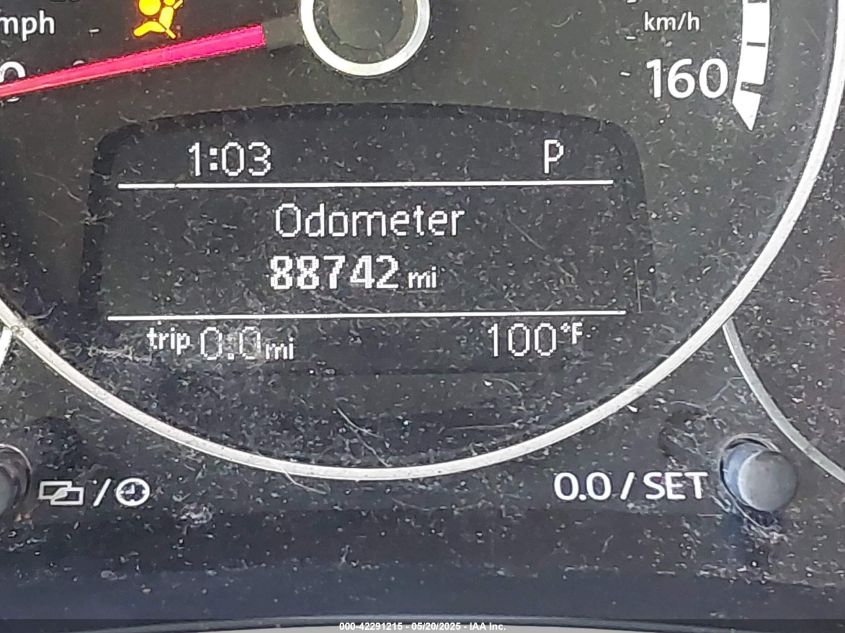 mph
km/h
160
1:03 P
Odometer
88742 mi
trip 0.0 mi 100°F
0.0 / SET
000-42291215 - 05/20/2025 - IAA Inc.